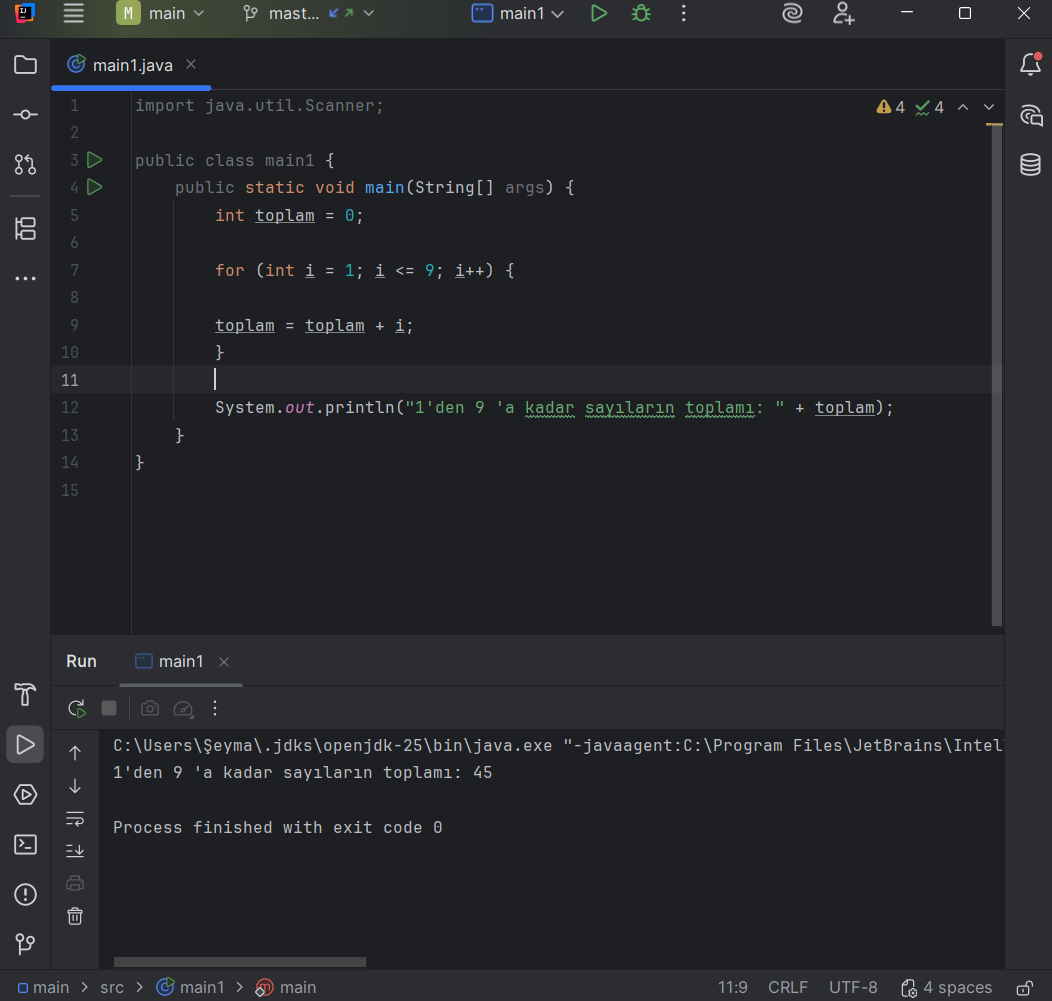 M main mast... main1
main1.java
4 4
1 import java.util.Scanner;
2
3 public class main1 {
4 public static void main(String[] args) {
5 int toplam = 0;
6
7 for (int i = 1; i <= 9; i++) {
8
9 toplam = toplam + i;
10 }
11
12 System.out.println("1'den 9 'a kadar sayıların toplamı: " + toplam);
13 }
14 }
15
Run main1
C:\Users\Şeyma\.jdks\openjdk-25\bin\java.exe "-javaagent:C:\Program Files\JetBrains\Intel
1'den 9 'a kadar sayıların toplamı: 45
Process finished with exit code 0
main > src > main1 > main 11:9 CRLF UTF-8 4 spaces